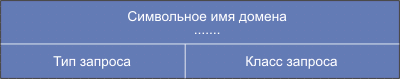 Символьное имя домена
.......
Тип запроса
Класс запроса